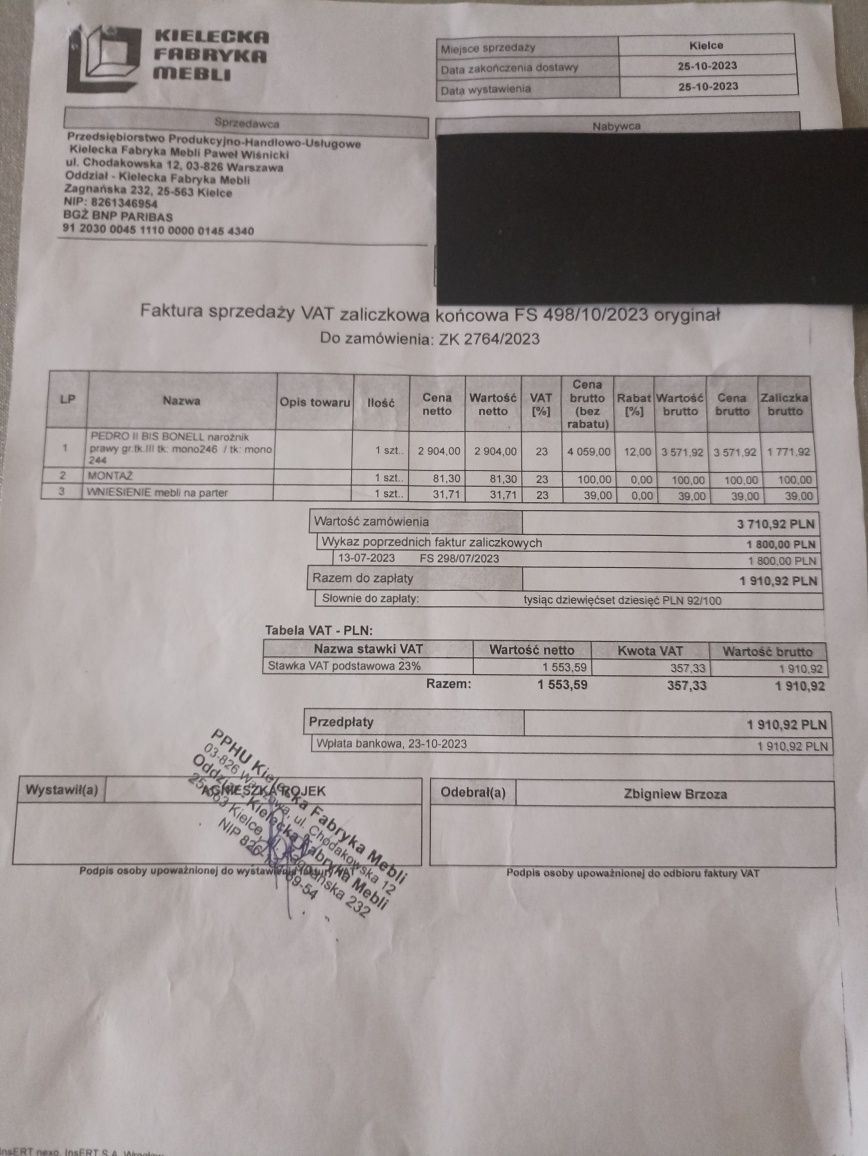 KIELECKA
FABRYKA
MEBLI
Miejsce sprzedaży Kielce
Data zakończenia dostawy 25-10-2023
Data wystawienia 25-10-2023
Sprzedawca
Przedsiębiorstwo Produkcyjno-Handlowo-Usługowe
Kielecka Fabryka Mebli Paweł Wiśnicki
ul. Chodakowska 12, 03-826 Warszawa
Oddział - Kielecka Fabryka Mebli
Zagnańska 232, 25-563 Kielce
NIP: 8261346954
BGŻ BNP PARIBAS
91 2030 0045 1110 0000 0145 4340
Nabywca
Faktura sprzedaży VAT zaliczkowa końcowa FS 498/10/2023 oryginał
Do zamówienia: ZK 2764/2023
LP Nazwa Opis towaru Ilość Cena netto Wartość netto VAT [%] Cena brutto (bez rabatu) Rabat [%] Wartość brutto Cena brutto Zaliczka brutto
1 PEDRO II BIS BONELL narożnik prawy gr.tk.III tk: mono246 / tk: mono 244 1 szt.. 2 904,00 2 904,00 23 4 059,00 12,00 3 571,92 3 571,92 1 771,92
2 MONTAŻ 1 szt.. 81,30 81,30 23 100,00 0,00 100,00 100,00 100,00
3 WNIESIENIE mebli na parter 1 szt.. 31,71 31,71 23 39,00 0,00 39,00 39,00 39,00
Wartość zamówienia 3 710,92 PLN
Wykaz poprzednich faktur zaliczkowych 1 800,00 PLN
13-07-2023 FS 298/07/2023 1 800,00 PLN
Razem do zapłaty 1 910,92 PLN
Słownie do zapłaty: tysiąc dziewięćset dziesięć PLN 92/100
Tabela VAT - PLN:
Nazwa stawki VAT Wartość netto Kwota VAT Wartość brutto
Stawka VAT podstawowa 23% 1 553,59 357,33 1 910,92
Razem: 1 553,59 357,33 1 910,92
Przedpłaty 1 910,92 PLN
Wpłata bankowa, 23-10-2023 1 910,92 PLN
Wystawił(a) AGNIESZKA ROJEK
Odebrał(a) Zbigniew Brzoza
PPHU Kielecka Fabryka Mebli
03-826 Warszawa, ul. Chodakowska 12
Oddział - Kielecka Fabryka Mebli
25-563 Kielce, Zagnańska 232
Podpis osoby upoważnionej do wystawienia
Podpis osoby upoważnionej do odbioru faktury VAT
InsERT nexo, InsERT S.A.